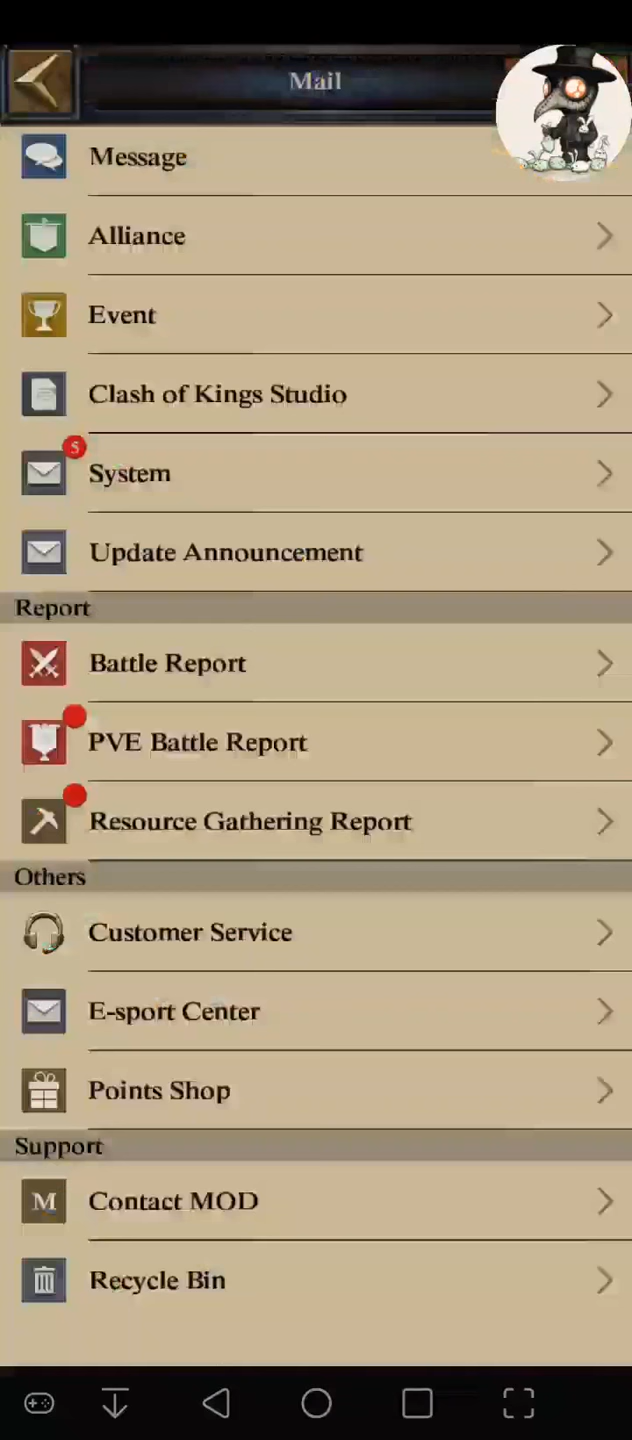 Mail
Message
Alliance
Event
Clash of Kings Studio
5
System
Update Announcement
Report
Battle Report
PVE Battle Report
Resource Gathering Report
Others
Customer Service
E-sport Center
Points Shop
Support
M
Contact MOD
Recycle Bin